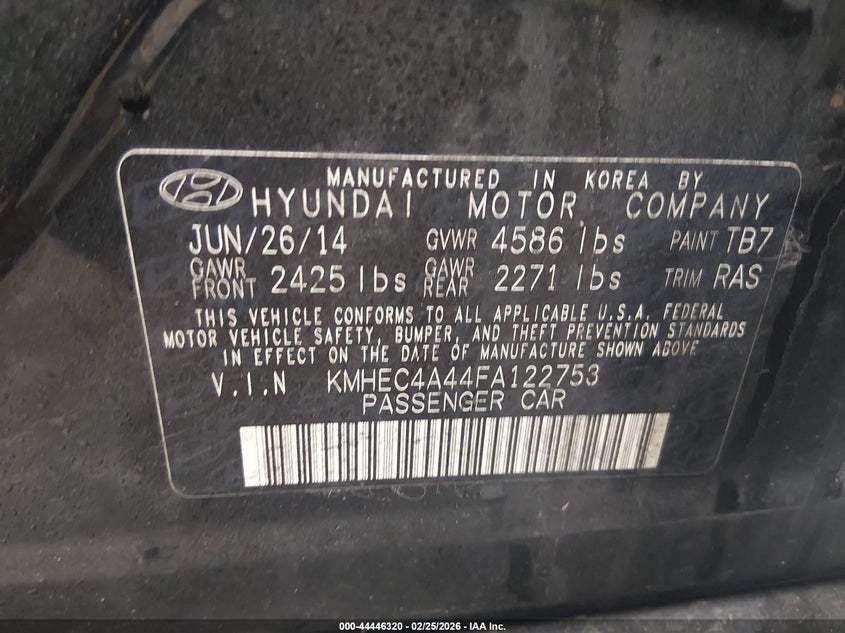 MANUFACTURED IN KOREA BY
HYUNDAI MOTOR COMPANY
JUN/26/14 GVWR 4586 lbs PAINT TB7
GAWR FRONT 2425 lbs GAWR REAR 2271 lbs TRIM RAS
THIS VEHICLE CONFORMS TO ALL APPLICABLE U.S.A. FEDERAL
MOTOR VEHICLE SAFETY, BUMPER, AND THEFT PREVENTION STANDARDS
IN EFFECT ON THE DATE OF MANUFACTURE SHOWN ABOVE
V.I.N KMHEC4A44FA122753
PASSENGER CAR
000-44446320 - 02/25/2026 - IAA Inc.